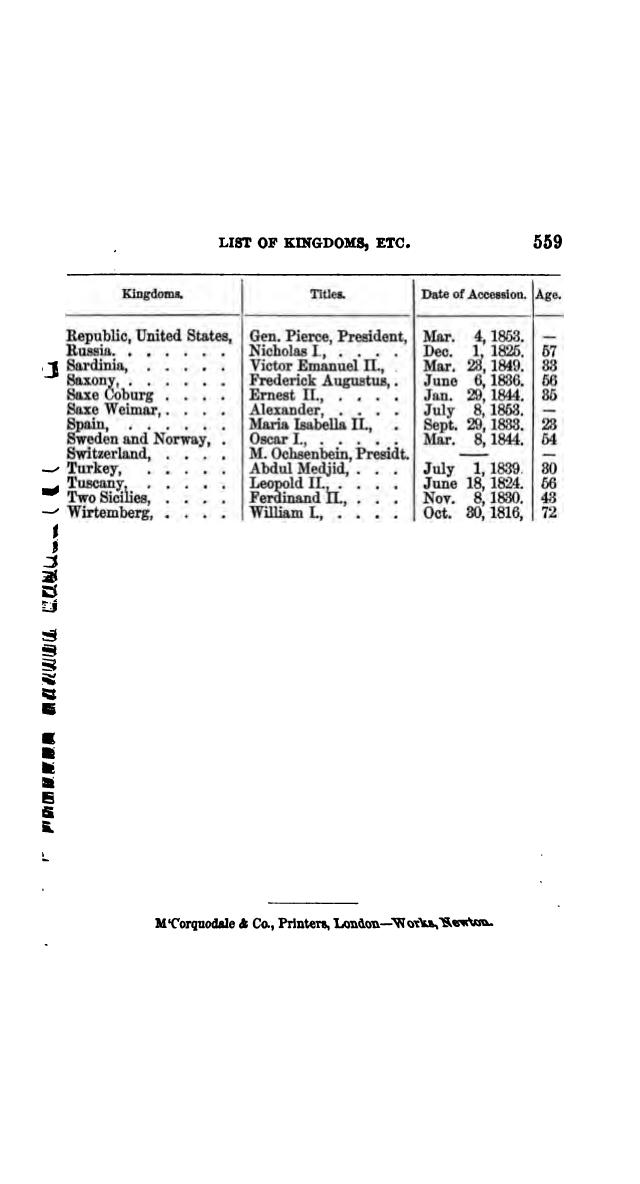 LIST OF KINGDOMS, ETC. 559
Kingdoms. Titles. Date of Accession. Age.
Republic, United States, Gen. Pierce, President, Mar. 4, 1853. —
Russia. . . . . . . Nicholas I., . . . . Dec. 1, 1825. 57
Sardinia, . . . . . Victor Emanuel II., . Mar. 23, 1849. 33
Saxony, . . . . . . Frederick Augustus, . June 6, 1836. 56
Saxe Coburg . . . . Ernest II., . . . . Jan. 29, 1844. 35
Saxe Weimar, . . . . Alexander, . . . . July 8, 1853. —
Spain, . . . . . . Maria Isabella II., . Sept. 29, 1833. 23
Sweden and Norway, . Oscar I., . . . . . Mar. 8, 1844. 54
Switzerland, . . . . M. Ochsenbein, Presidt. — —
Turkey, . . . . . Abdul Medjid, . . . July 1, 1839. 30
Tuscany, . . . . . Leopold II., . . . . June 18, 1824. 56
Two Sicilies, . . . . Ferdinand II., . . . Nov. 8, 1830. 43
Wirtemberg, . . . . William I., . . . . Oct. 30, 1816, 72
M'Corquodale & Co., Printers, London—Works, Newton.